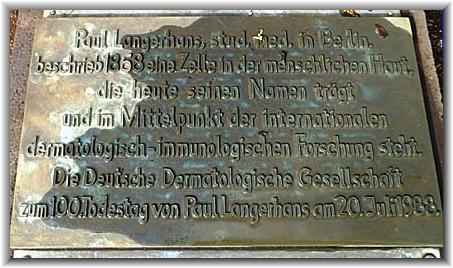 Paul Langerhans, stud. med. in Berlin,
beschrieb 1868 eine Zelle in der menschlichen Haut,
die heute seinen Namen trägt
und im Mittelpunkt der internationalen
dermatologisch-immunologischen Forschung steht.
Die Deutsche Dermatologische Gesellschaft
zum 100. Todestag von Paul Langerhans am 20. Juli 1988.